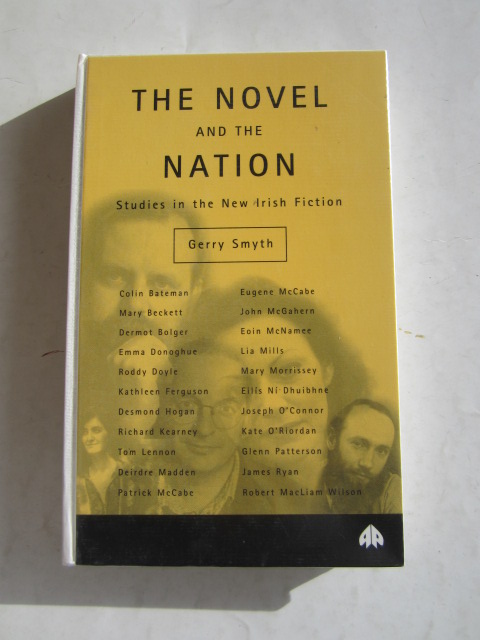 THE NOVEL
AND THE
NATION
Studies in the New Irish Fiction
Gerry Smyth
Colin Bateman
Mary Beckett
Dermot Bolger
Emma Donoghue
Roddy Doyle
Kathleen Ferguson
Desmond Hogan
Richard Kearney
Tom Lennon
Deirdre Madden
Patrick McCabe
Eugene McCabe
John McGahern
Eoin McNamee
Lia Mills
Mary Morrissey
Eilís Ní Dhuibhne
Joseph O'Connor
Kate O'Riordan
Glenn Patterson
James Ryan
Robert MacLiam Wilson